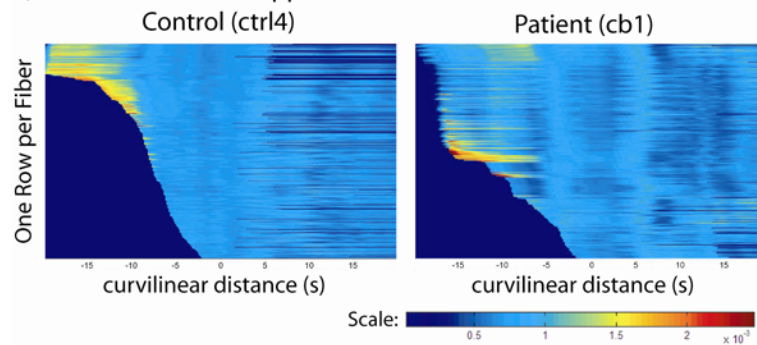 Control (ctrl4)
Patient (cb1)
One Row per Fiber
-15 -10 -5 0 5 10 15
-15 -10 -5 0 5 10 15
curvilinear distance (s)
curvilinear distance (s)
Scale:
0.5 1 1.5 2
x 10-3